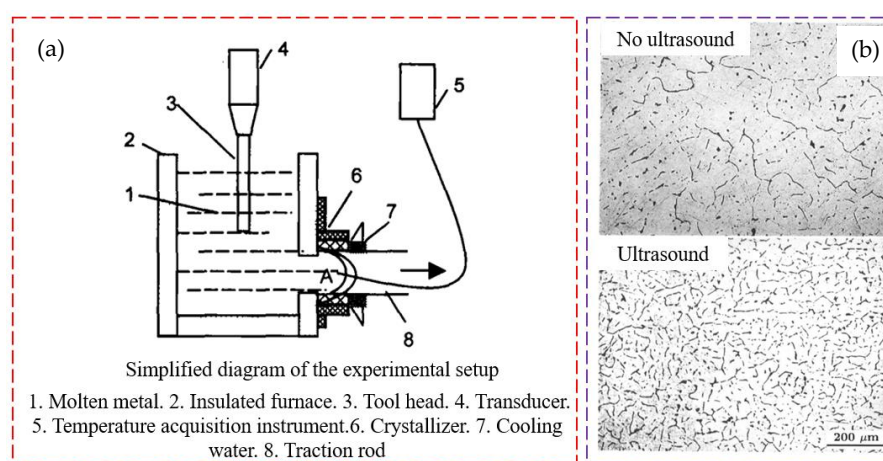 (a)
4
5
3
2
6
1
7
A
8
Simplified diagram of the experimental setup
1. Molten metal. 2. Insulated furnace. 3. Tool head. 4. Transducer.
5. Temperature acquisition instrument.6. Crystallizer. 7. Cooling
water. 8. Traction rod
No ultrasound
(b)
Ultrasound
200 μm